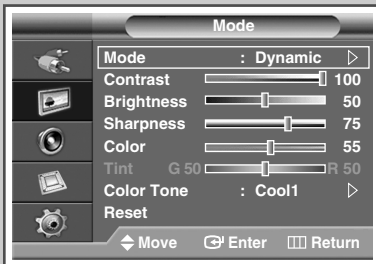 Mode
Mode : Dynamic
Contrast 100
Brightness 50
Sharpness 75
Color 55
Tint G 50 R 50
Color Tone : Cool1
Reset
Move Enter Return